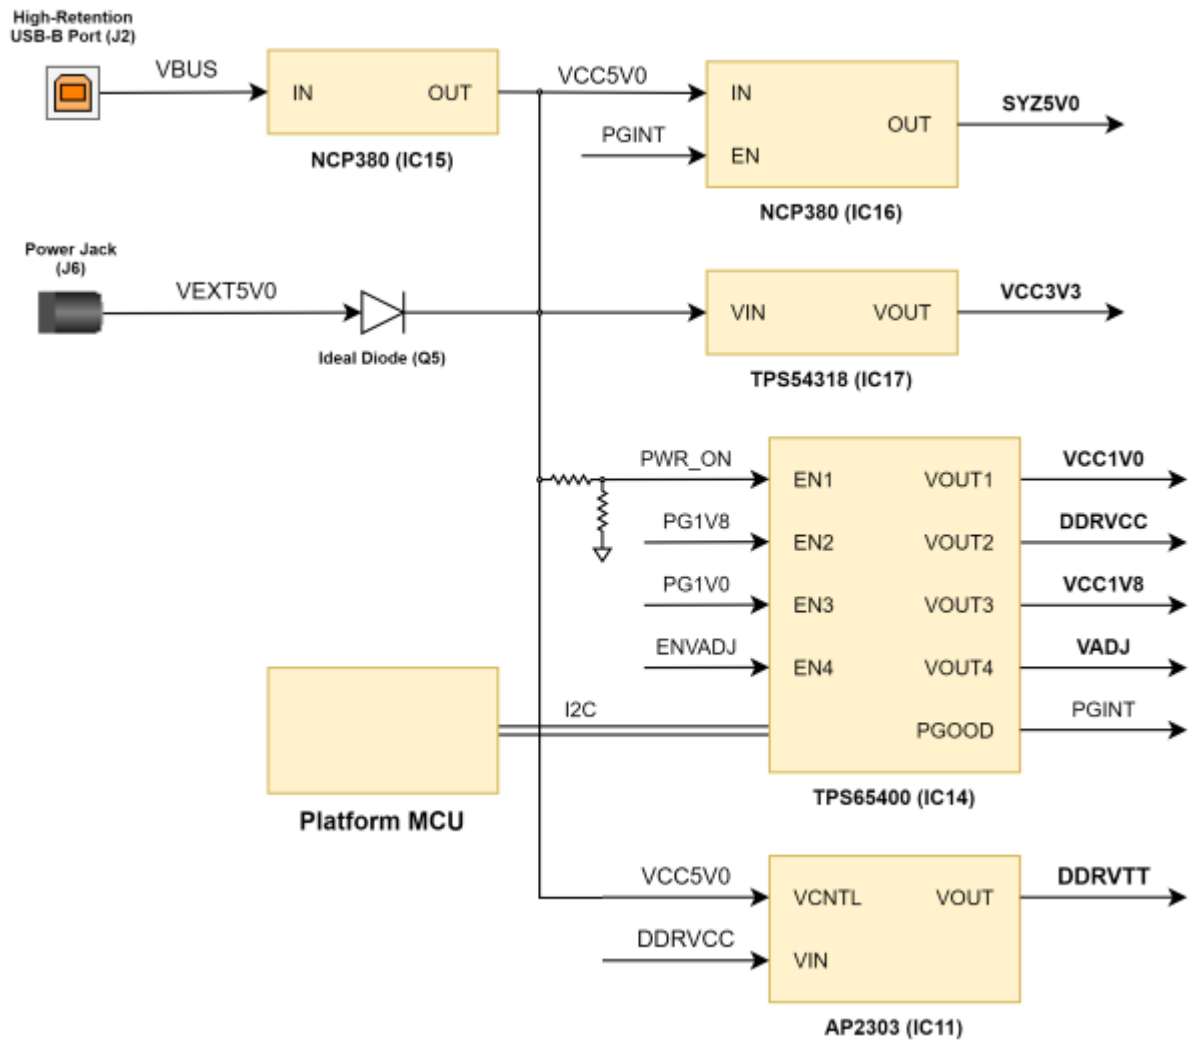 High-Retention
USB-B Port (J2)
VBUS
IN
OUT
NCP380 (IC15)
VCC5V0
PGINT
IN
EN
OUT
SYZ5V0
NCP380 (IC16)
Power Jack
(J6)
VEXT5V0
Ideal Diode (Q5)
VIN
VOUT
VCC3V3
TPS54318 (IC17)
PWR_ON
EN1
VOUT1
VCC1V0
PG1V8
EN2
VOUT2
DDRVCC
PG1V0
EN3
VOUT3
VCC1V8
ENVADJ
EN4
VOUT4
VADJ
I2C
PGOOD
PGINT
TPS65400 (IC14)
Platform MCU
VCC5V0
VCNTL
VOUT
DDRVTT
DDRVCC
VIN
AP2303 (IC11)